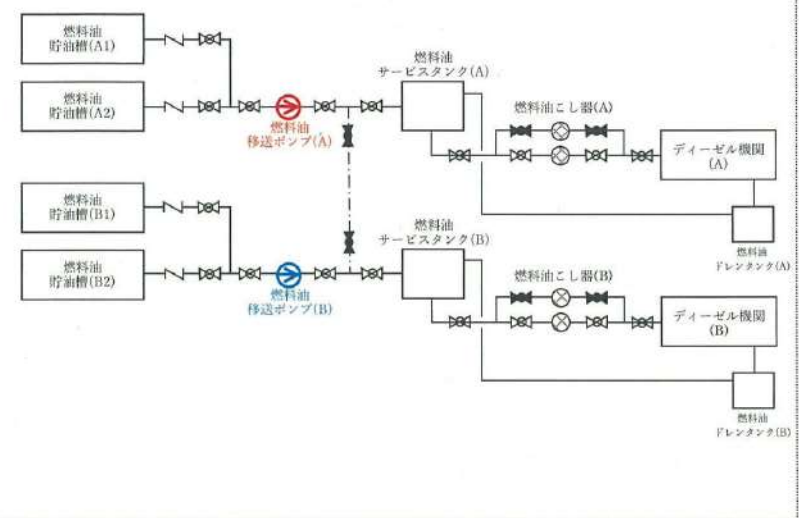 燃料油
貯油槽(A1)
燃料油
貯油槽(A2)
燃料油
移送ポンプ(A)
燃料油
サービスタンク(A)
燃料油こし器(A)
ディーゼル機関
(A)
燃料油
ドレンタンク(A)
燃料油
貯油槽(B1)
燃料油
貯油槽(B2)
燃料油
移送ポンプ(B)
燃料油
サービスタンク(B)
燃料油こし器(B)
ディーゼル機関
(B)
燃料油
ドレンタンク(B)